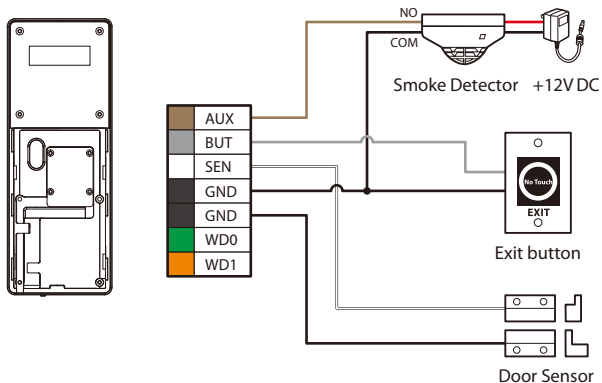 NO
COM
Smoke Detector
+12V DC
AUX
BUT
SEN
GND
GND
WD0
WD1
No Touch
EXIT
Exit button
Door Sensor